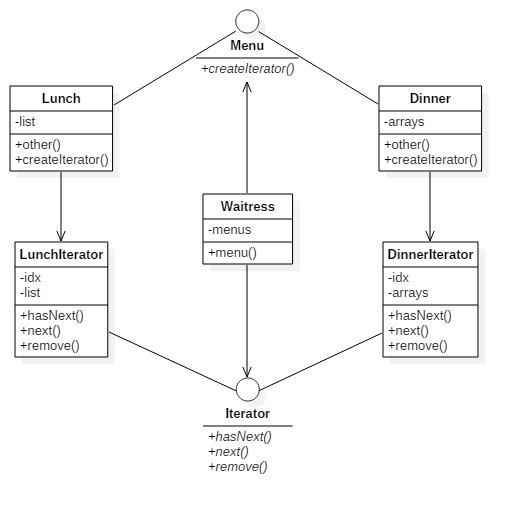 Menu
+createIterator()
Lunch
-list
+other()
+createIterator()
Dinner
-arrays
+other()
+createIterator()
Waitress
-menus
+menu()
LunchIterator
-idx
-list
+hasNext()
+next()
+remove()
DinnerIterator
-idx
-arrays
+hasNext()
+next()
+remove()
Iterator
+hasNext()
+next()
+remove()